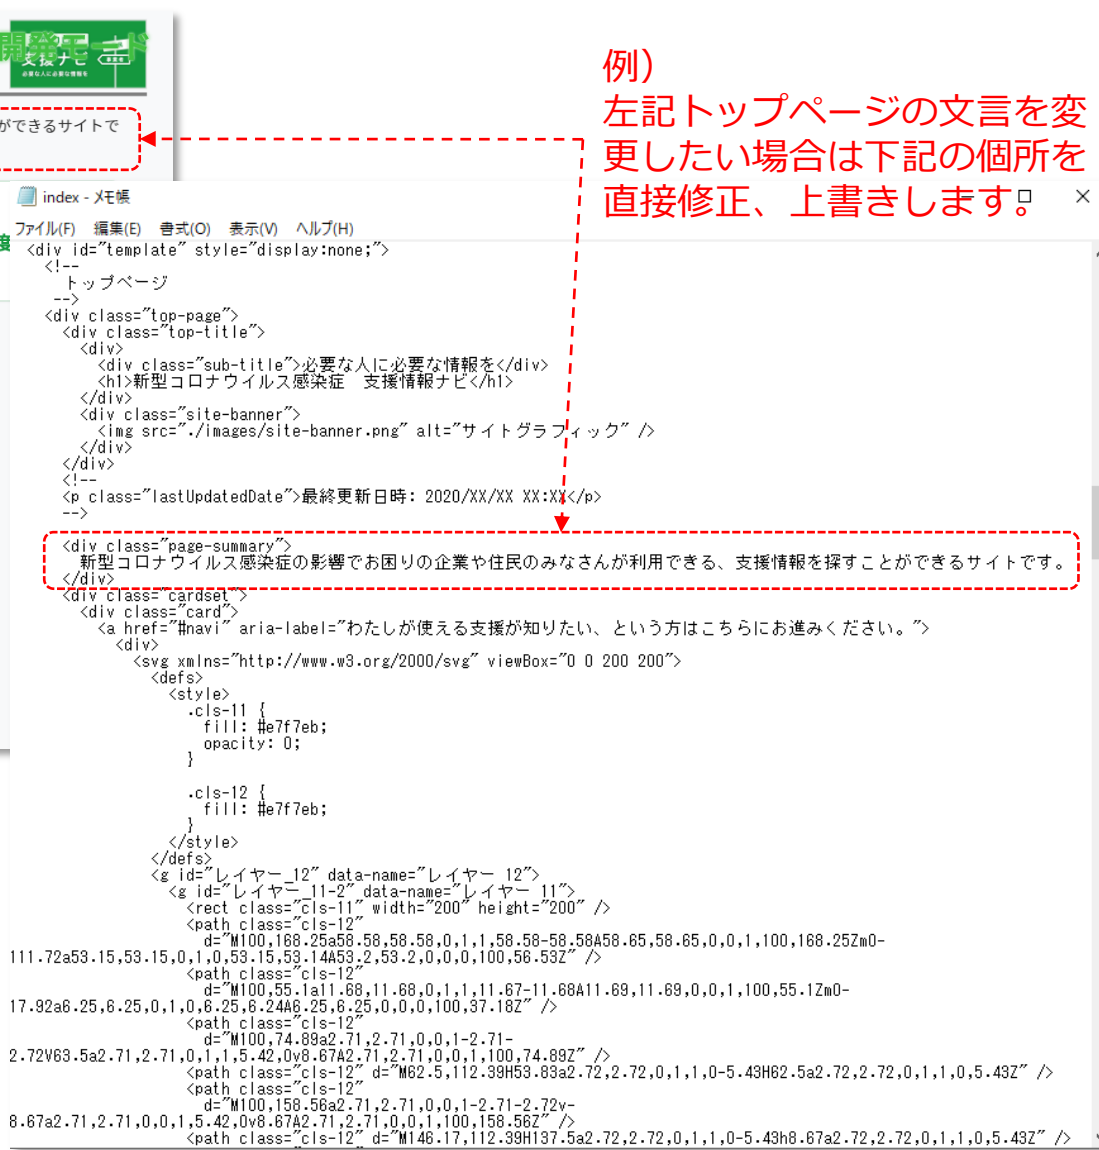 開発モード
支援ナビ
必要な人に必要な情報を
ができるサイトで
例）
左記トップページの文言を変
更したい場合は下記の個所を
直接修正、上書きします。
index - メモ帳
ファイル(F) 編集(E) 書式(O) 表示(V) ヘルプ(H)
<div id="template" style="display:none;">
<!--
トップページ
-->
<div class="top-page">
<div class="top-title">
<div>
<div class="sub-title">必要な人に必要な情報を</div>
<h1>新型コロナウイルス感染症　支援情報ナビ</h1>
</div>
<div class="site-banner">
<img src="./images/site-banner.png" alt="サイトグラフィック" />
</div>
</div>
<!--
<p class="lastUpdatedDate">最終更新日時: 2020/XX/XX XX:XX</p>
-->
<div class="page-summary">
新型コロナウイルス感染症の影響でお困りの企業や住民のみなさんが利用できる、支援情報を探すことができるサイトです。
</div>
<div class="cardset">
<div class="card">
<a href="#navi" aria-label="わたしが使える支援が知りたい、という方はこちらにお進みください。">
<div>
<svg xmlns="http://www.w3.org/2000/svg" viewBox="0 0 200 200">
<defs>
<style>
.cls-11 {
fill: #e7f7eb;
opacity: 0;
}
.cls-12 {
fill: #e7f7eb;
}
</style>
</defs>
<g id="レイヤー_12" data-name="レイヤー 12">
<g id="レイヤー_11-2" data-name="レイヤー 11">
<rect class="cls-11" width="200" height="200" />
<path class="cls-12"
d="M100,168.25a58.58,58.58,0,1,1,58.58-58.58A58.65,58.65,0,0,1,100,168.25Zm0-
111.72a53.15,53.15,0,1,0,53.15,53.14A53.2,53.2,0,0,0,100,56.53Z" />
<path class="cls-12"
d="M100,55.1a11.68,11.68,0,1,1,11.67-11.68A11.69,11.69,0,0,1,100,55.1Zm0-
17.92a6.25,6.25,0,1,0,6.25,6.24A6.25,6.25,0,0,0,100,37.18Z" />
<path class="cls-12"
d="M100,74.89a2.71,2.71,0,0,1-2.71-
2.72V63.5a2.71,2.71,0,1,1,5.42,0v8.67A2.71,2.71,0,0,1,100,74.89Z" />
<path class="cls-12" d="M62.5,112.39H53.83a2.72,2.72,0,1,1,0-5.43H62.5a2.72,2.72,0,1,1,0,5.43Z" />
<path class="cls-12"
d="M100,158.56a2.71,2.71,0,0,1-2.71-2.72v-
8.67a2.71,2.71,0,0,1,5.42,0v8.67A2.71,2.71,0,0,1,100,158.56Z" />
<path class="cls-12" d="M146.17,112.39H137.5a2.72,2.72,0,1,1,0-5.43h8.67a2.72,2.72,0,1,1,0,5.43Z" />